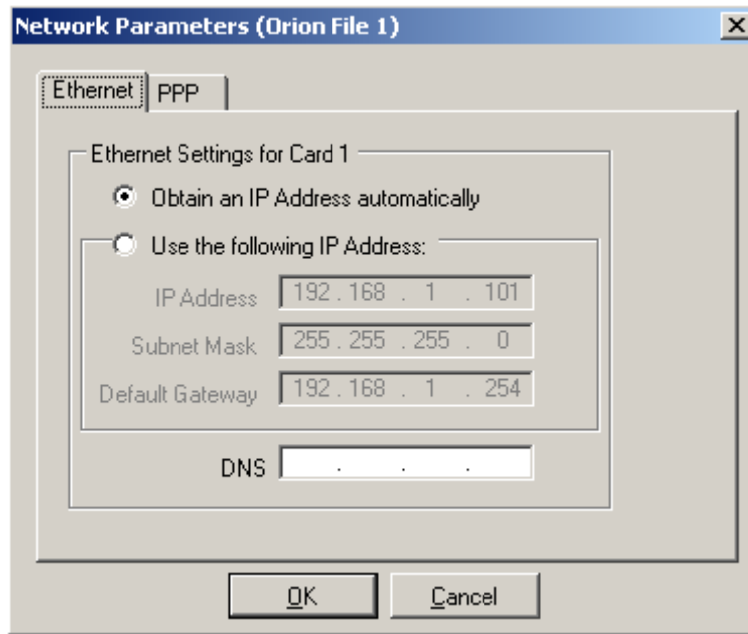 Network Parameters (Orion File 1)
Ethernet PPP
Ethernet Settings for Card 1
Obtain an IP Address automatically
Use the following IP Address:
IP Address 192 . 168 . 1 . 101
Subnet Mask 255 . 255 . 255 . 0
Default Gateway 192 . 168 . 1 . 254
DNS . . .
OK Cancel